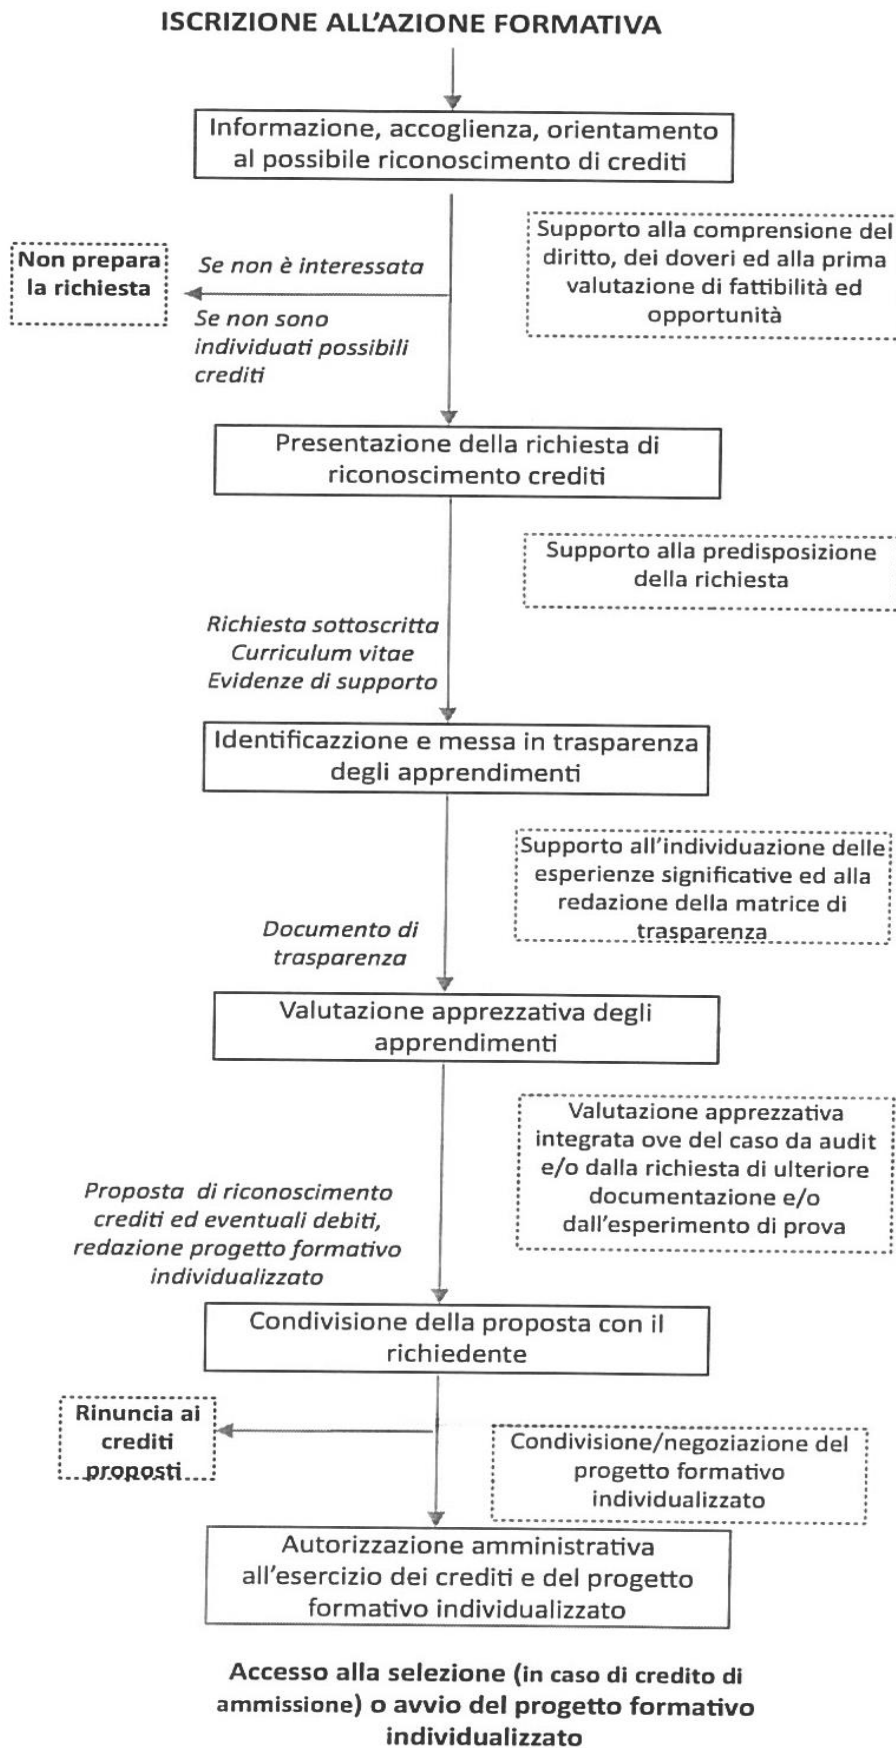 ISCRIZIONE ALL'AZIONE FORMATIVA
Informazione, accoglienza, orientamento
al possibile riconoscimento di crediti
Supporto alla comprensione del
diritto, dei doveri ed alla prima
valutazione di fattibilità ed
opportunità
Non prepara
la richiesta
Se non è interessata
Se non sono
individuati possibili
crediti
Presentazione della richiesta di
riconoscimento crediti
Supporto alla predisposizione
della richiesta
Richiesta sottoscritta
Curriculum vitae
Evidenze di supporto
Identificazzione e messa in trasparenza
degli apprendimenti
Supporto all'individuazione delle
esperienze significative ed alla
redazione della matrice di
trasparenza
Documento di
trasparenza
Valutazione apprezzativa degli
apprendimenti
Valutazione apprezzativa
integrata ove del caso da audit
e/o dalla richiesta di ulteriore
documentazione e/o
dall'esperimento di prova
Proposta di riconoscimento
crediti ed eventuali debiti,
redazione progetto formativo
individualizzato
Condivisione della proposta con il
richiedente
Rinuncia ai
crediti
proposti
Condivisione/negoziazione del
progetto formativo
individualizzato
Autorizzazione amministrativa
all'esercizio dei crediti e del progetto
formativo individualizzato
Accesso alla selezione (in caso di credito di
ammissione) o avvio del progetto formativo
individualizzato